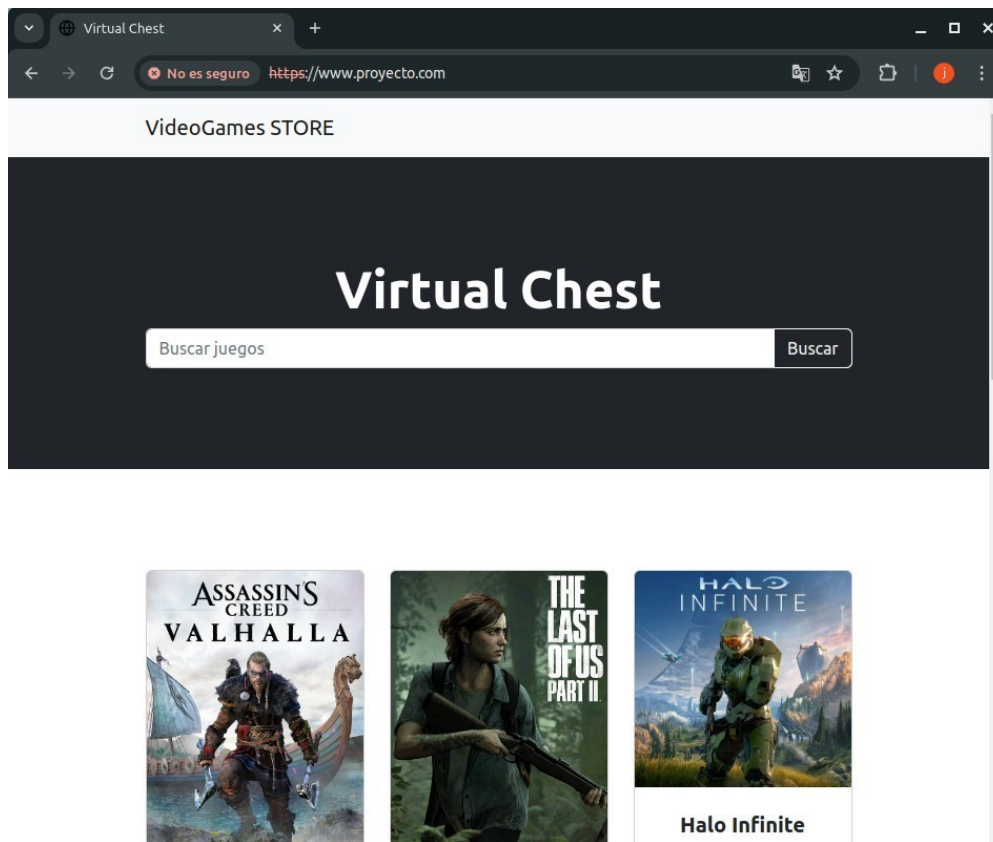 Virtual Chest
No es seguro
https://www.proyecto.com
j
VideoGames STORE
Virtual Chest
Buscar juegos
Buscar
ASSASSIN'S
CREED
VALHALLA
THE
LAST
OF US
PART II
HALO
INFINITE
Halo Infinite